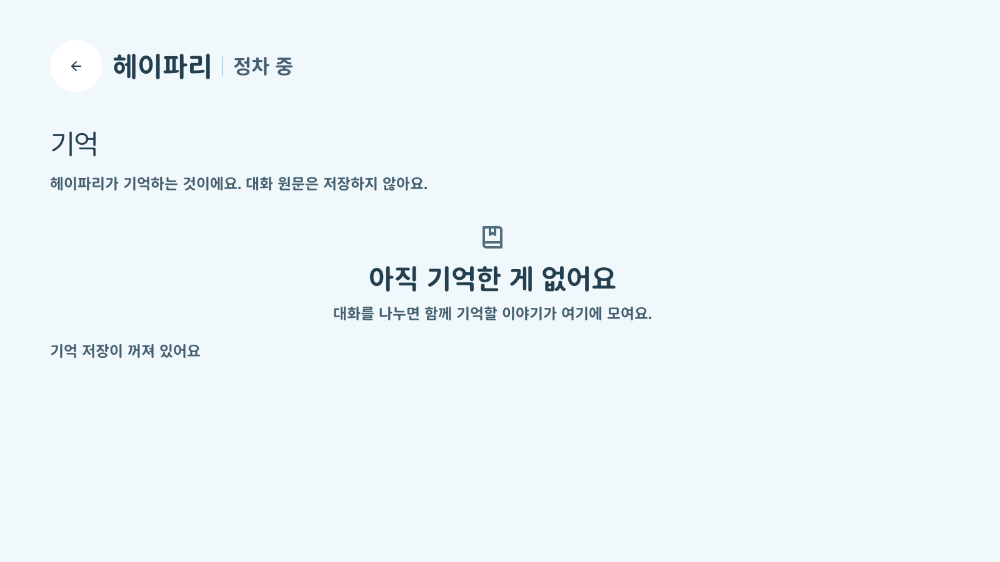 헤이파리 정차 중
기억
헤이파리가 기억하는 것이에요. 대화 원문은 저장하지 않아요.
아직 기억한 게 없어요
대화를 나누면 함께 기억할 이야기가 여기에 모여요.
기억 저장이 꺼져 있어요